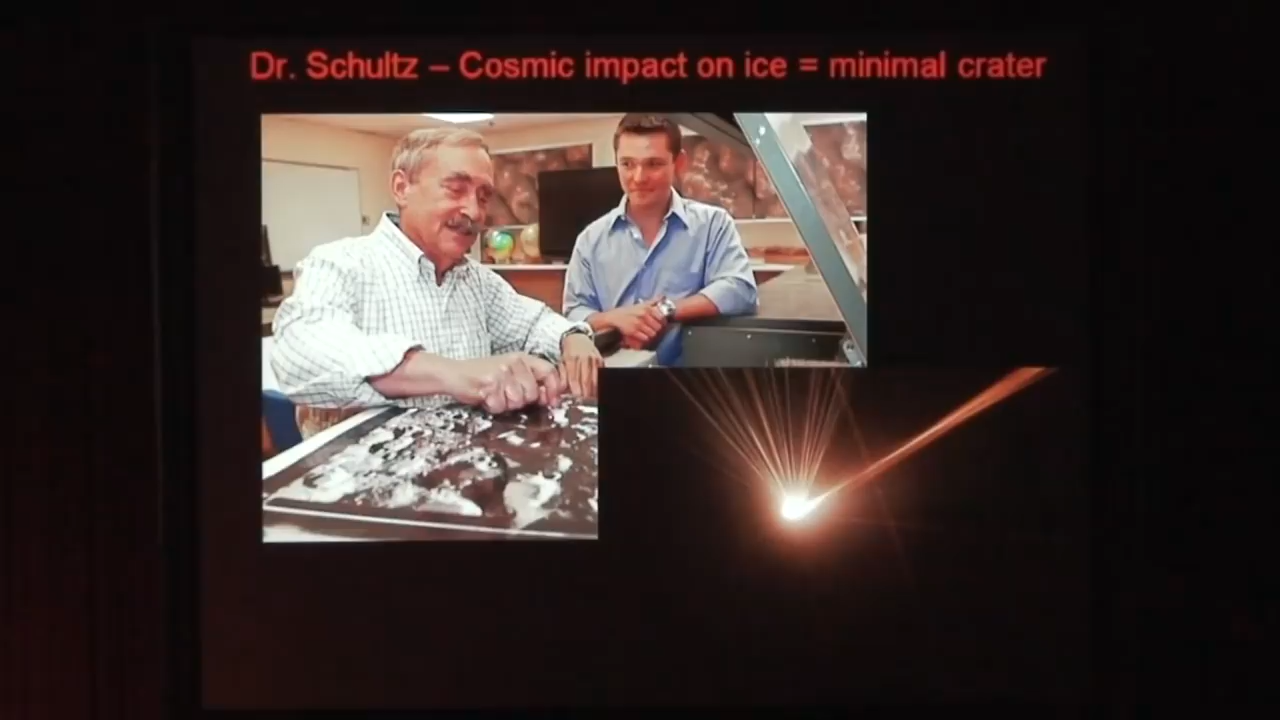 Dr. Schultz – Cosmic impact on ice = minimal crater